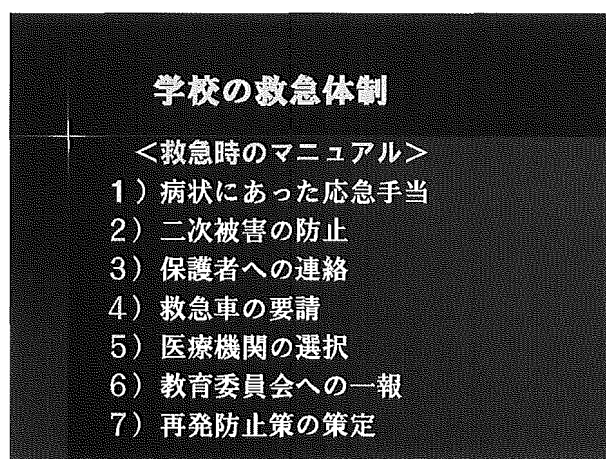 学校の救急体制
＜救急時のマニュアル＞
1）病状にあった応急手当
2）二次被害の防止
3）保護者への連絡
4）救急車の要請
5）医療機関の選択
6）教育委員会への一報
7）再発防止策の策定